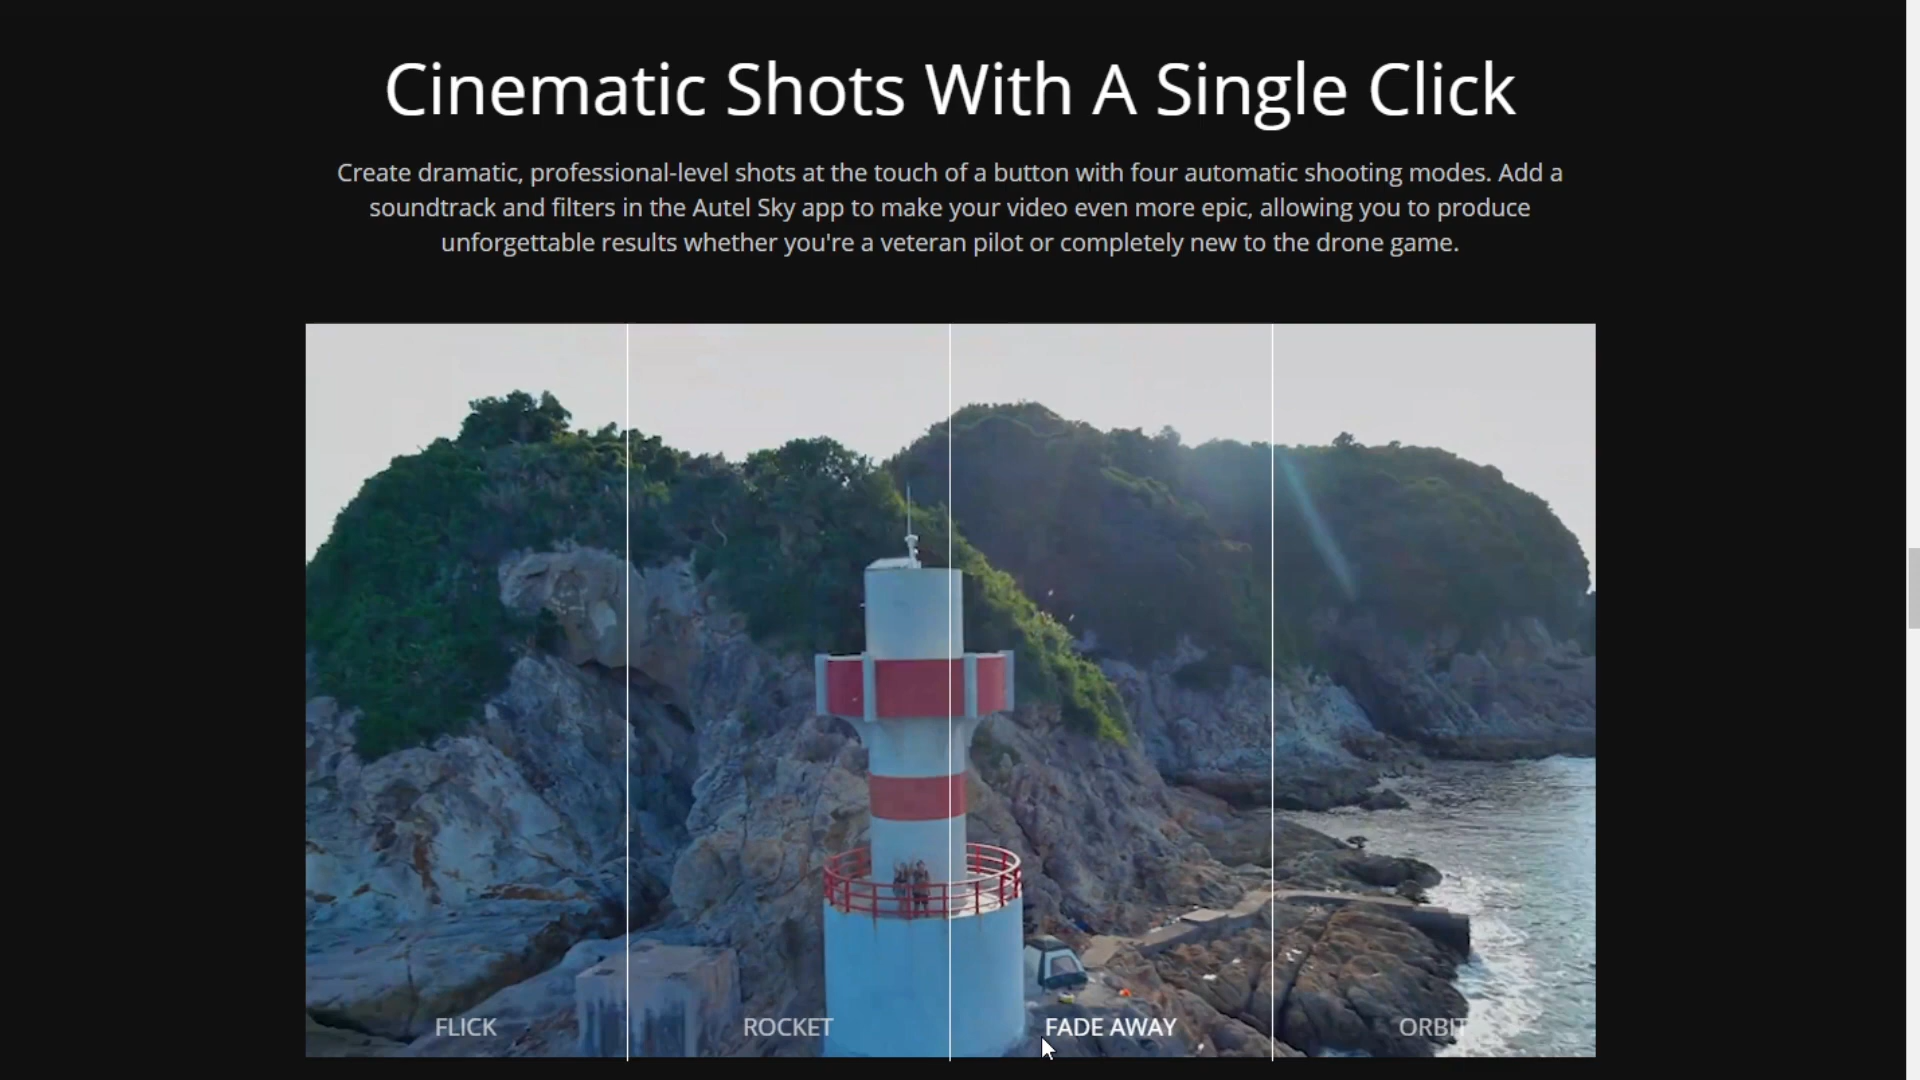 Cinematic Shots With A Single Click
Create dramatic, professional-level shots at the touch of a button with four automatic shooting modes. Add a
soundtrack and filters in the Autel Sky app to make your video even more epic, allowing you to produce
unforgettable results whether you're a veteran pilot or completely new to the drone game.
FLICK
ROCKET
FADE AWAY
ORBIT